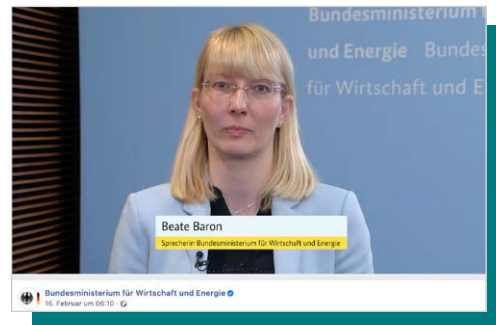 Bundesministerium
und Energie Bundes
für Wirtschaft und E
Beate Baron
Sprecherin Bundesministerium für Wirtschaft und Energie
Bundesministerium für Wirtschaft und Energie
16. Februar um 06:10 ·